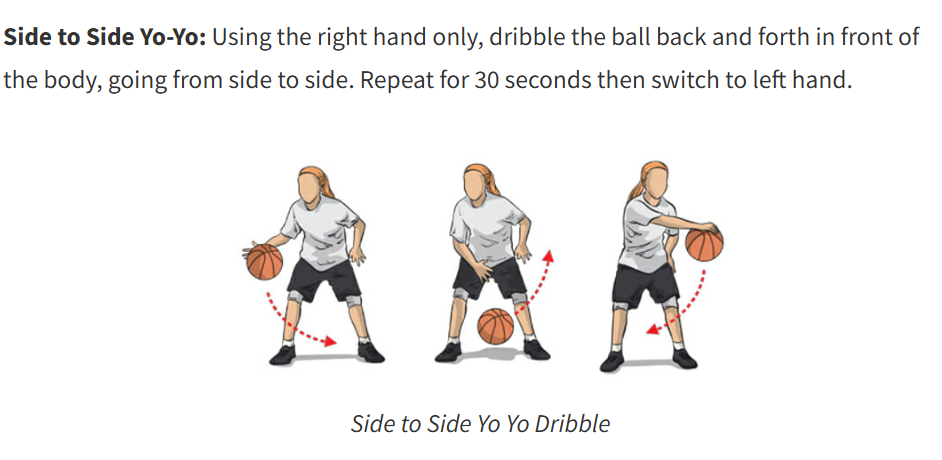 Side to Side Yo-Yo: Using the right hand only, dribble the ball back and forth in front of
the body, going from side to side. Repeat for 30 seconds then switch to left hand.
Side to Side Yo Yo Dribble